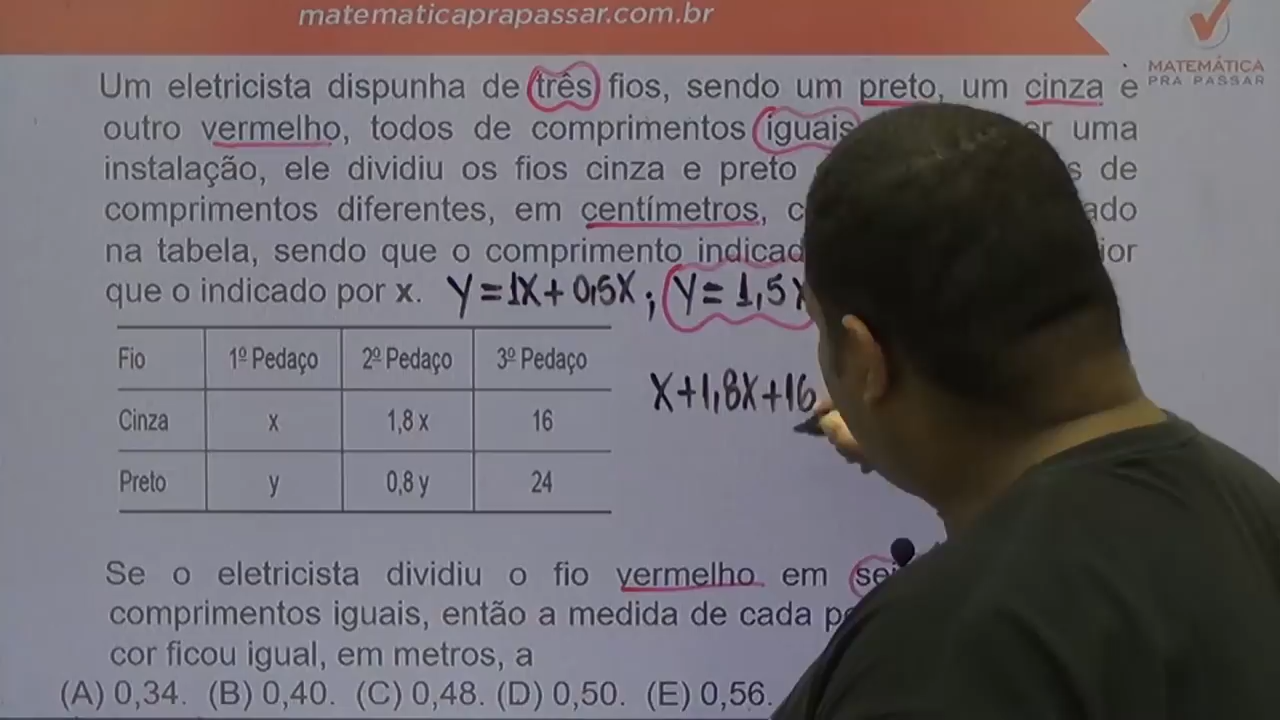 matematicaprapassar.com.br
MATEMÁTICA
PRA PASSAR
Um eletricista dispunha de três fios, sendo um preto, um cinza e
outro vermelho, todos de comprimentos iguais uma
instalação, ele dividiu os fios cinza e preto de
comprimentos diferentes, em centímetros,
na tabela, sendo que o comprimento
que o indicado por x. y = 1x + 0,5x ; y = 1,5x
Fio 1º Pedaço 2º Pedaço 3º Pedaço
x+1,8x+16
Cinza x 1,8 x 16
Preto y 0,8 y 24
Se o eletricista dividiu o fio vermelho em
comprimentos iguais, então a medida de cada
cor ficou igual, em metros, a
(A) 0,34. (B) 0,40. (C) 0,48. (D) 0,50. (E) 0,56.